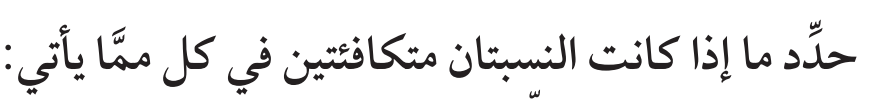 حدِّد ما إذا كانت النسبتان متكافئتين في كل ممَّا يأتي: